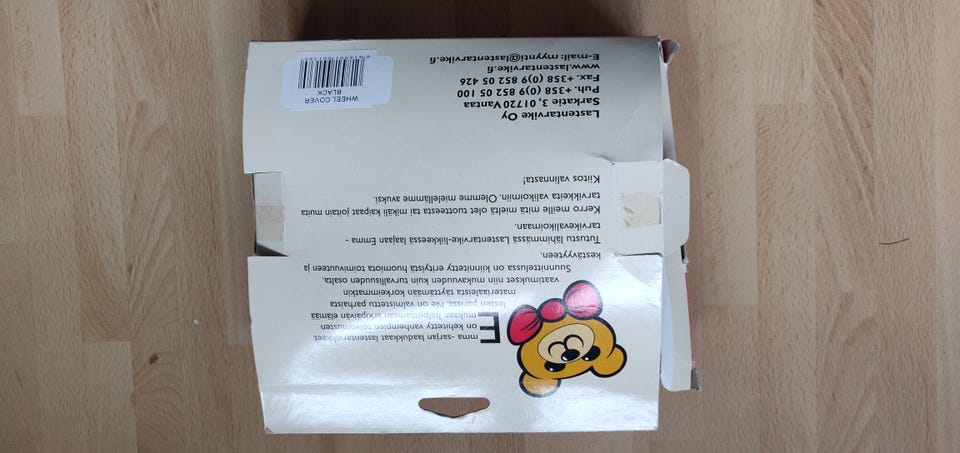 Emma -sarjan laadukkaat lastentarvikkeet
on kehitetty vanhempien toivomusten
mukaan helpottamaan arkipäivän elämää
lasten parissa. Ne on valmistettu parhaista
materiaaleista täyttämään korkeimmatkin
vaatimukset niin mukavuuden kuin turvallisuuden osalta.
Suunnittelussa on kiinnitetty erityistä huomiota toimivuuteen ja
kestävyyteen.
Tutustu lähimmässä Lastentarvike-liikkeessä laajaan Emma -
tarvikevalikoimaan.
Kerro meille mitä mieltä olet tuotteesta tai mikäli kaipaat joitain muita
tarvikkeita valikoimiin. Olemme mielellämme avuksi.
Kiitos valinnasta!
Lastentarvike Oy
Sarkatie 3, 01720 Vantaa
Puh. +358 (0)9 852 05 100
Fax. +358 (0)9 852 05 426
www.lastentarvike.fi
E-mail: myynti@lastentarvike.fi
WHEEL COVER
BLACK